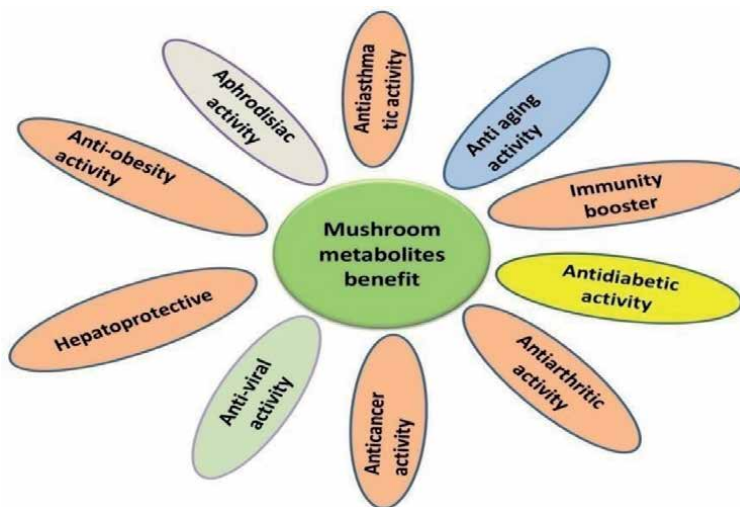 Mushroom
metabolites
benefit
Antiasthma
tic activity
Anti aging
activity
Immunity
booster
Antidiabetic
activity
Antiarthritic
activity
Anticancer
activity
Anti-viral
activity
Hepatoprotective
Anti-obesity
activity
Aphrodisiac
activity